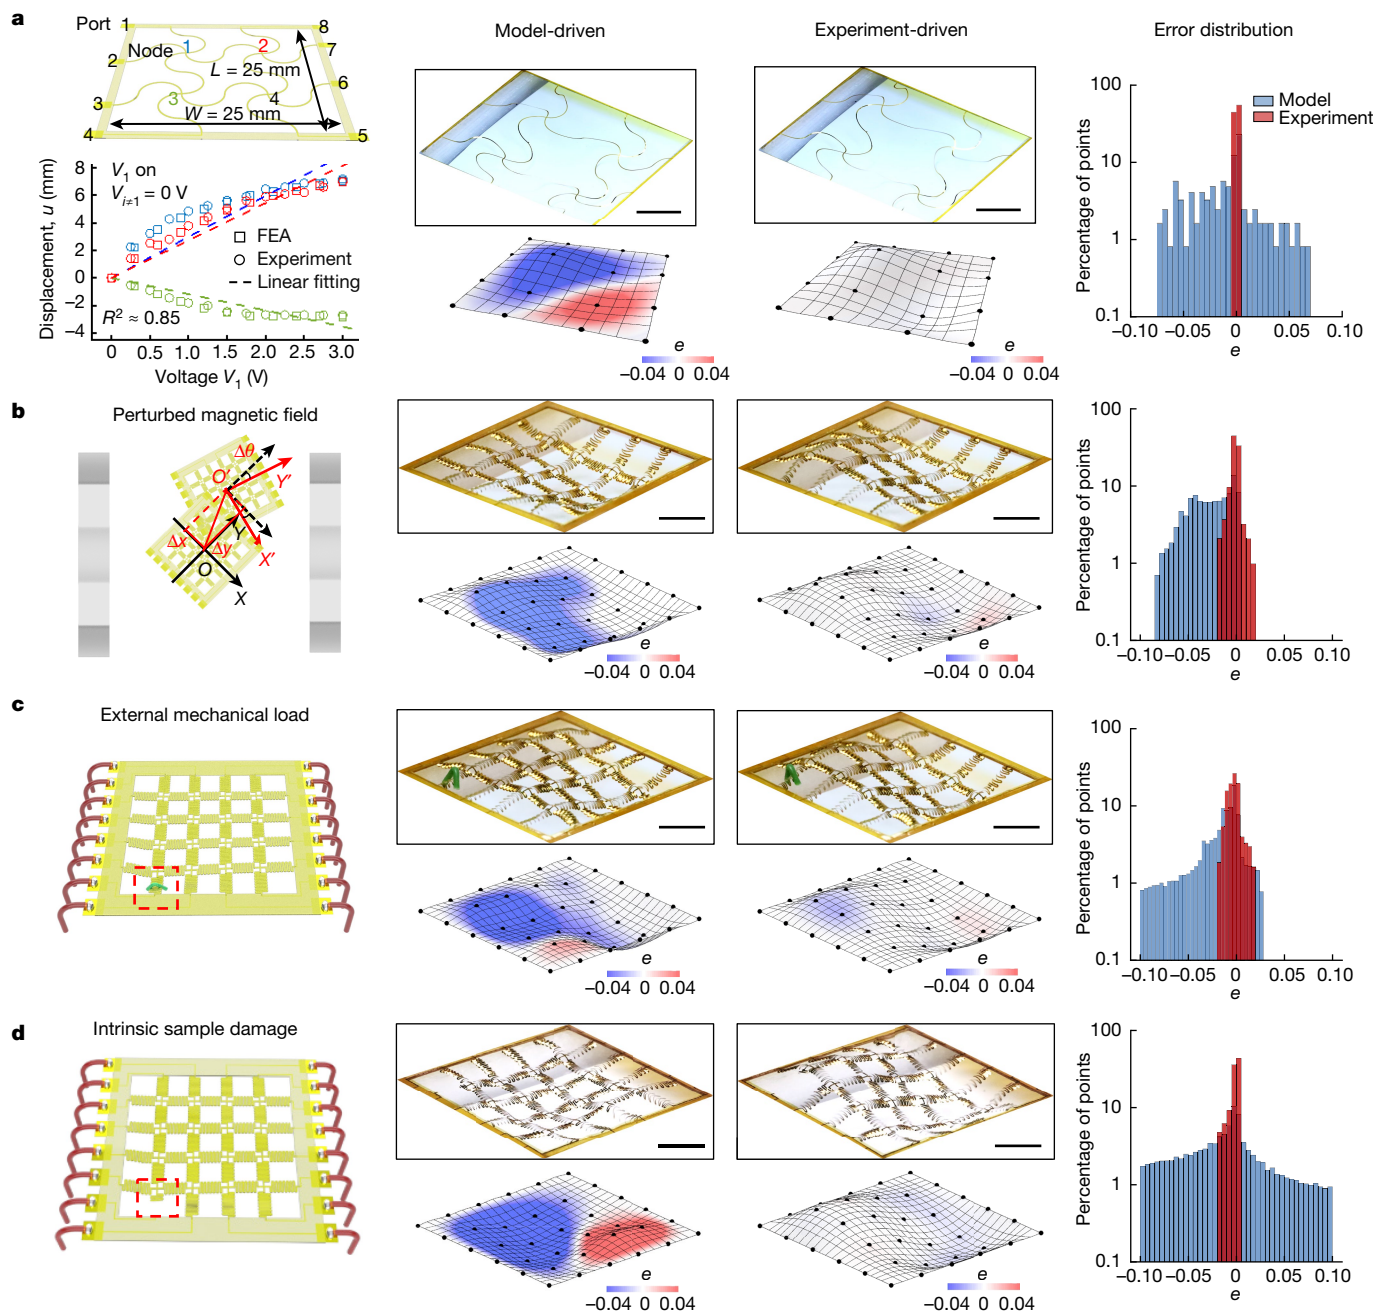 a
Port 1
8
Model-driven
Experiment-driven
Error distribution
Node 1
2
7
2
L = 25 mm
6
3
3
4
W = 25 mm
4
5
Displacement, u (mm)
8
6
4
2
0
−2
−4
V1 on
Vi≠1 = 0 V
FEA
Experiment
Linear fitting
R2 ≈ 0.85
0 0.5 1.0 1.5 2.0 2.5 3.0
Voltage V1 (V)
e
−0.04 0 0.04
e
−0.04 0 0.04
Percentage of points
100
10
1
0.1
Model
Experiment
−0.10 −0.05 0 0.05 0.10
e
b
Perturbed magnetic field
Δθ
O′
Y′
Δx
Δy
Y
X′
O
X
e
−0.04 0 0.04
e
−0.04 0 0.04
Percentage of points
100
10
1
0.1
−0.10 −0.05 0 0.05 0.10
e
c
External mechanical load
e
−0.04 0 0.04
e
−0.04 0 0.04
Percentage of points
100
10
1
0.1
−0.10 −0.05 0 0.05 0.10
e
d
Intrinsic sample damage
e
−0.04 0 0.04
e
−0.04 0 0.04
Percentage of points
100
10
1
0.1
−0.10 −0.05 0 0.05 0.10
e